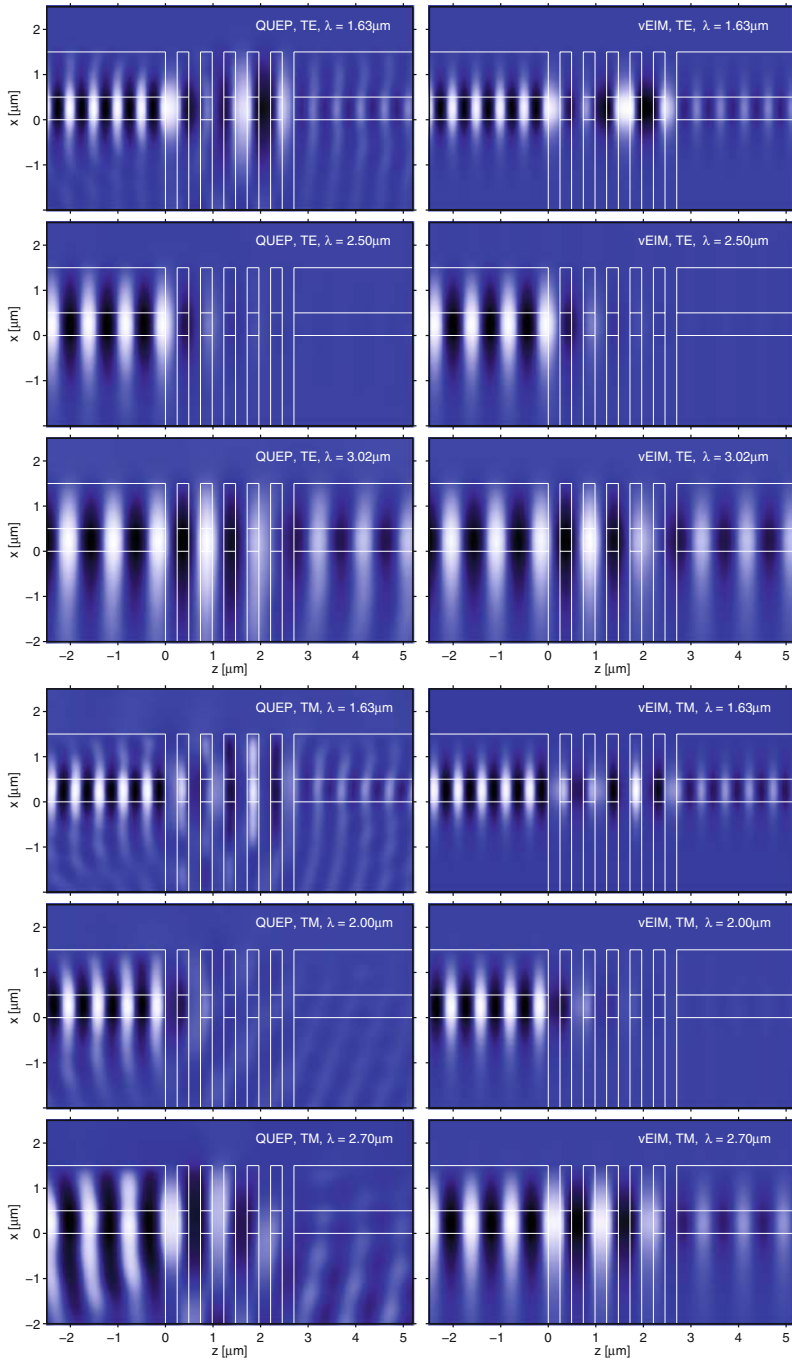 QUEP, TE, λ = 1.63μm
vEIM, TE, λ = 1.63μm
x [μm]
2
1
0
−1
QUEP, TE, λ = 2.50μm
vEIM, TE, λ = 2.50μm
x [μm]
2
1
0
−1
QUEP, TE, λ = 3.02μm
vEIM, TE, λ = 3.02μm
x [μm]
2
1
0
−1
−2
−2 −1 0 1 2 3 4 5
−2 −1 0 1 2 3 4 5
z [μm]
z [μm]
QUEP, TM, λ = 1.63μm
vEIM, TM, λ = 1.63μm
x [μm]
2
1
0
−1
QUEP, TM, λ = 2.00μm
vEIM, TM, λ = 2.00μm
x [μm]
2
1
0
−1
QUEP, TM, λ = 2.70μm
vEIM, TM, λ = 2.70μm
x [μm]
2
1
0
−1
−2
−2 −1 0 1 2 3 4 5
−2 −1 0 1 2 3 4 5
z [μm]
z [μm]